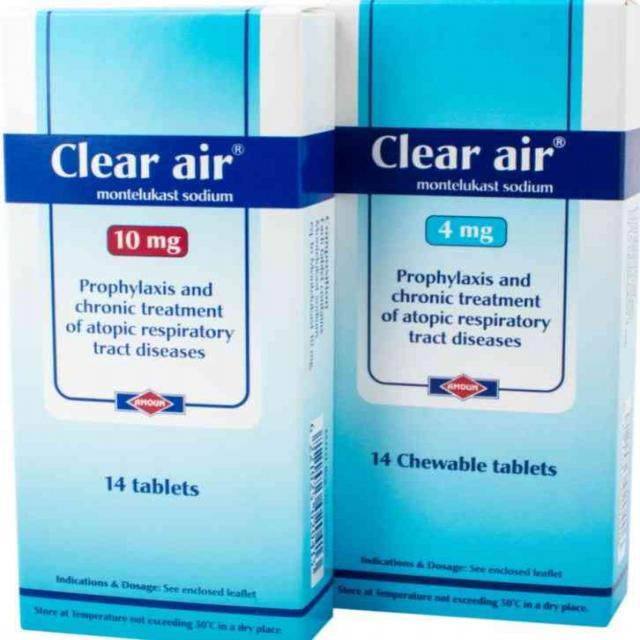 Clear air®
montelukast sodium
10 mg
Prophylaxis and
chronic treatment
of atopic respiratory
tract diseases
AMOUN
14 tablets
Indications & Dosage: See enclosed leaflet
Store at Temperature not exceeding 30°C in a dry place.
Clear air®
montelukast sodium
4 mg
Prophylaxis and
chronic treatment
of atopic respiratory
tract diseases
AMOUN
14 Chewable tablets
Indications & Dosage: See enclosed leaflet
Store at Temperature not exceeding 30°C in a dry place.